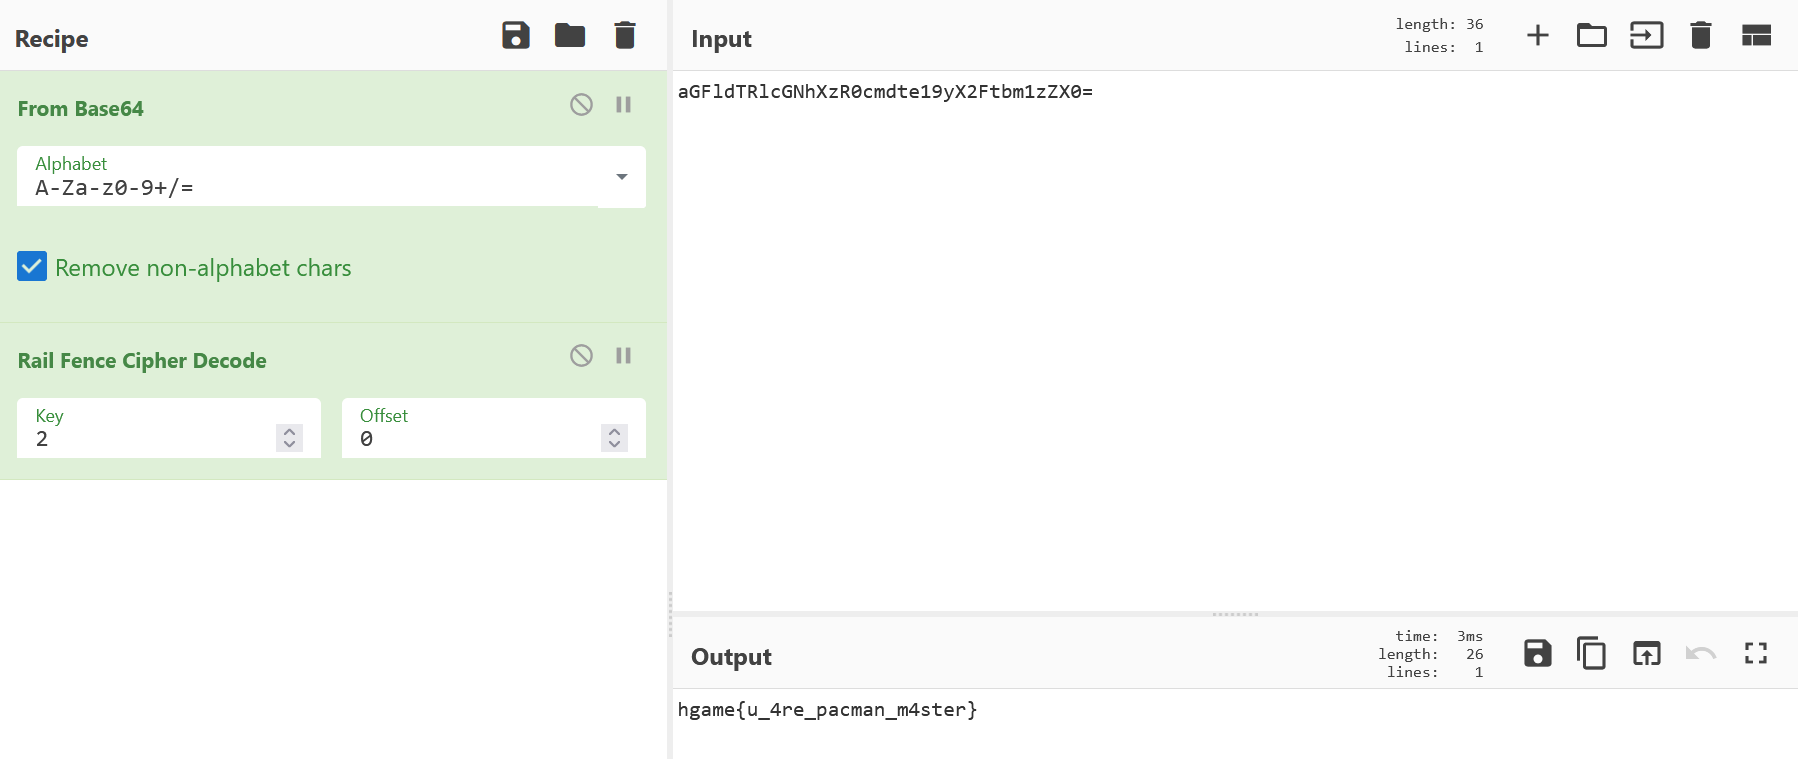 Recipe
From Base64
Alphabet
A-Za-z0-9+/=
Remove non-alphabet chars
Rail Fence Cipher Decode
Key
2
Offset
0
Input
length: 36
lines: 1
aGFldTRlcGNhXzR0cmdte19yX2Ftbm1zZX0=
Output
time: 3ms
length: 26
lines: 1
hgame{u_4re_pacman_m4ster}